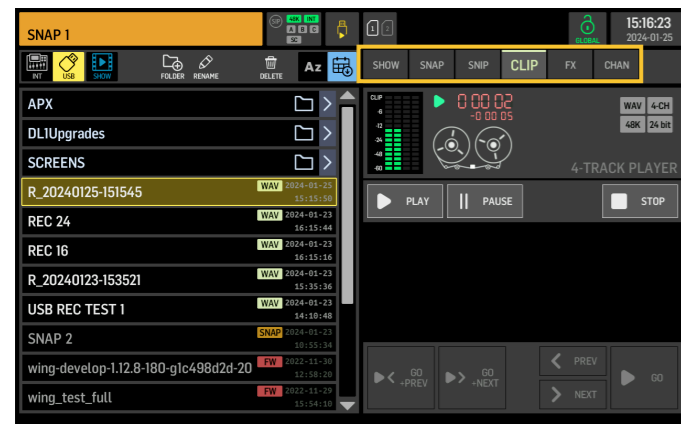 SNAP 1
SIP
48K INT
A B C
SC
1 2
GLOBAL
15:16:23
2024-01-25
INT USB SHOW
FOLDER RENAME DELETE
Az
SHOW SNAP SNIP CLIP FX CHAN
APX
DL1Upgrades
SCREENS
R_20240125-151545 WAV 2024-01-25
15:15:50
REC 24 WAV 2024-01-23
16:15:44
REC 16 WAV 2024-01-23
16:15:16
R_20240123-153521 WAV 2024-01-23
15:35:36
USB REC TEST 1 WAV 2024-01-23
14:10:48
SNAP 2 SNAP 2024-01-23
10:55:34
wing-develop-1.12.8-180-g1c498d2d-20 FW 2022-11-30
12:58:20
wing_test_full FW 2022-11-29
15:54:10
CLIP
-6
-12
-24
-48
-60
0 00 02
-0 00 05
WAV 4-CH
48K 24 bit
4-TRACK PLAYER
PLAY PAUSE STOP
GO
+PREV
GO
+NEXT
PREV
NEXT
GO